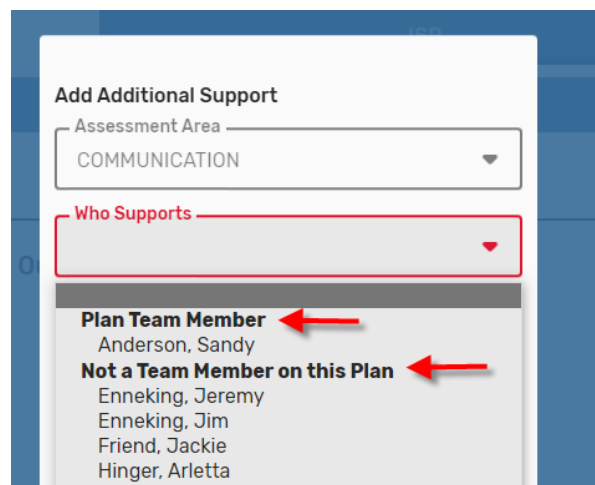 ISP
Add Additional Support
Assessment Area
COMMUNICATION
Who Supports
Plan Team Member
Anderson, Sandy
Not a Team Member on this Plan
Enneking, Jeremy
Enneking, Jim
Friend, Jackie
Hinger, Arletta